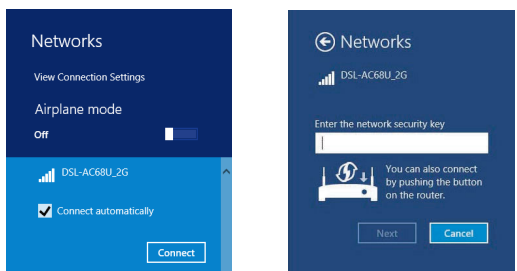 Networks
View Connection Settings
Airplane mode
Off
DSL-AC68U_2G
Connect automatically
Connect
Networks
DSL-AC68U_2G
Enter the network security key
You can also connect
by pushing the button
on the router.
Next
Cancel